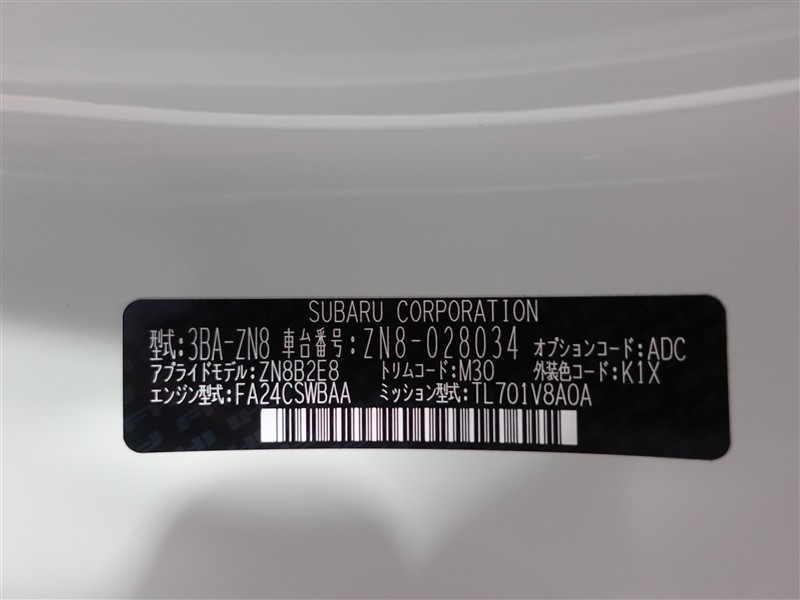 SUBARU CORPORATION
型式:3BA-ZN8 車台番号:ZN8-028034 オプションコード:ADC
アプライドモデル:ZN8B2E8 トリムコード:M30 外装色コード:K1X
エンジン型式:FA24CSWBAA ミッション型式:TL701V8A0A